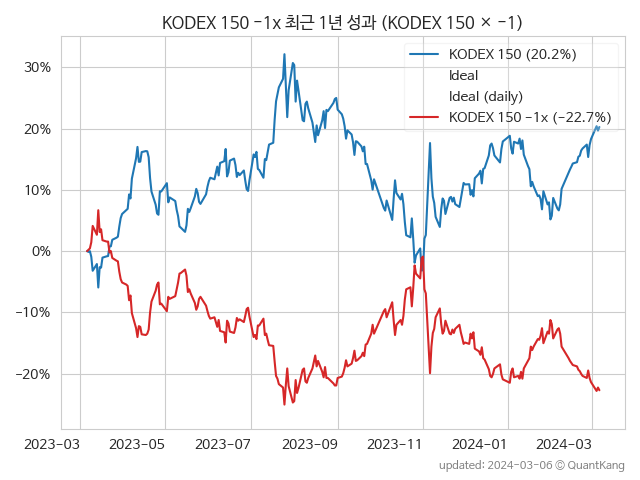 KODEX 150 −1x 최근 1년 성과 (KODEX 150 × −1)
KODEX 150 (20.2%)
Ideal
Ideal (daily)
KODEX 150 −1x (−22.7%)
30%
20%
10%
0%
−10%
−20%
2023−03
2023−05
2023−07
2023−09
2023−11
2024−01
2024−03
updated: 2024−03−06 © QuantKang